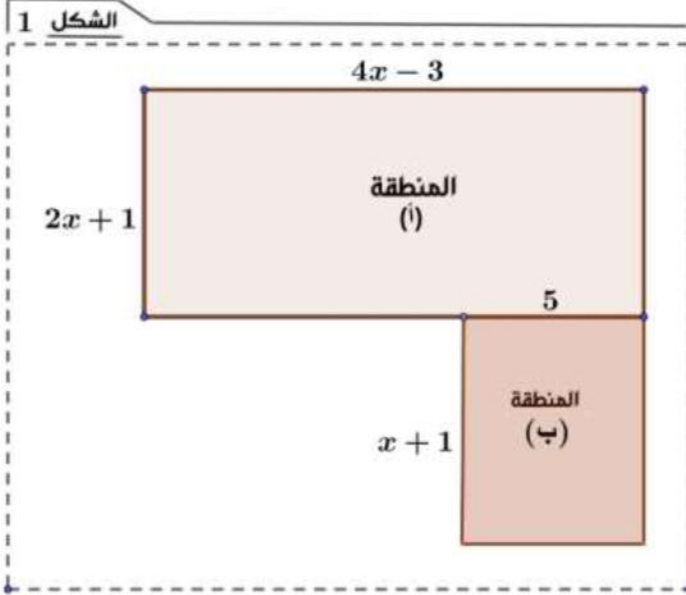 الشكل 1
4x − 3
المنطقة
(أ)
2x + 1
5
المنطقة
(ب)
x + 1